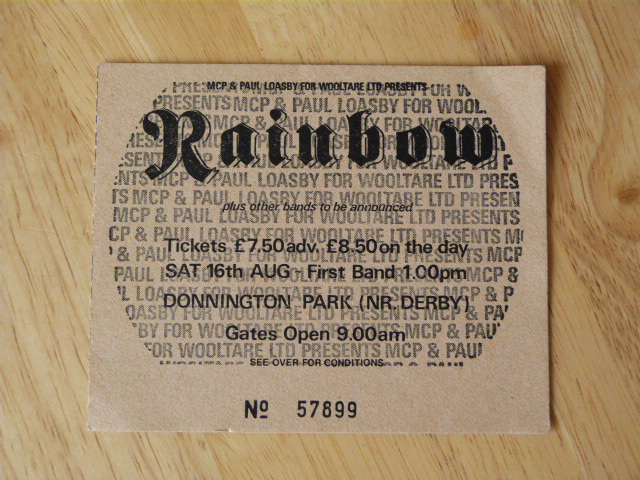 MCP & PAUL LOASBY FOR WOOLTARE LTD PRESENTS
Rainbow
plus other bands to be announced
Tickets £7.50 adv. £8.50 on the day
SAT 16th AUG - First Band 1.00pm
DONNINGTON PARK (NR. DERBY)
Gates Open 9.00am
SEE OVER FOR CONDITIONS
No 57899